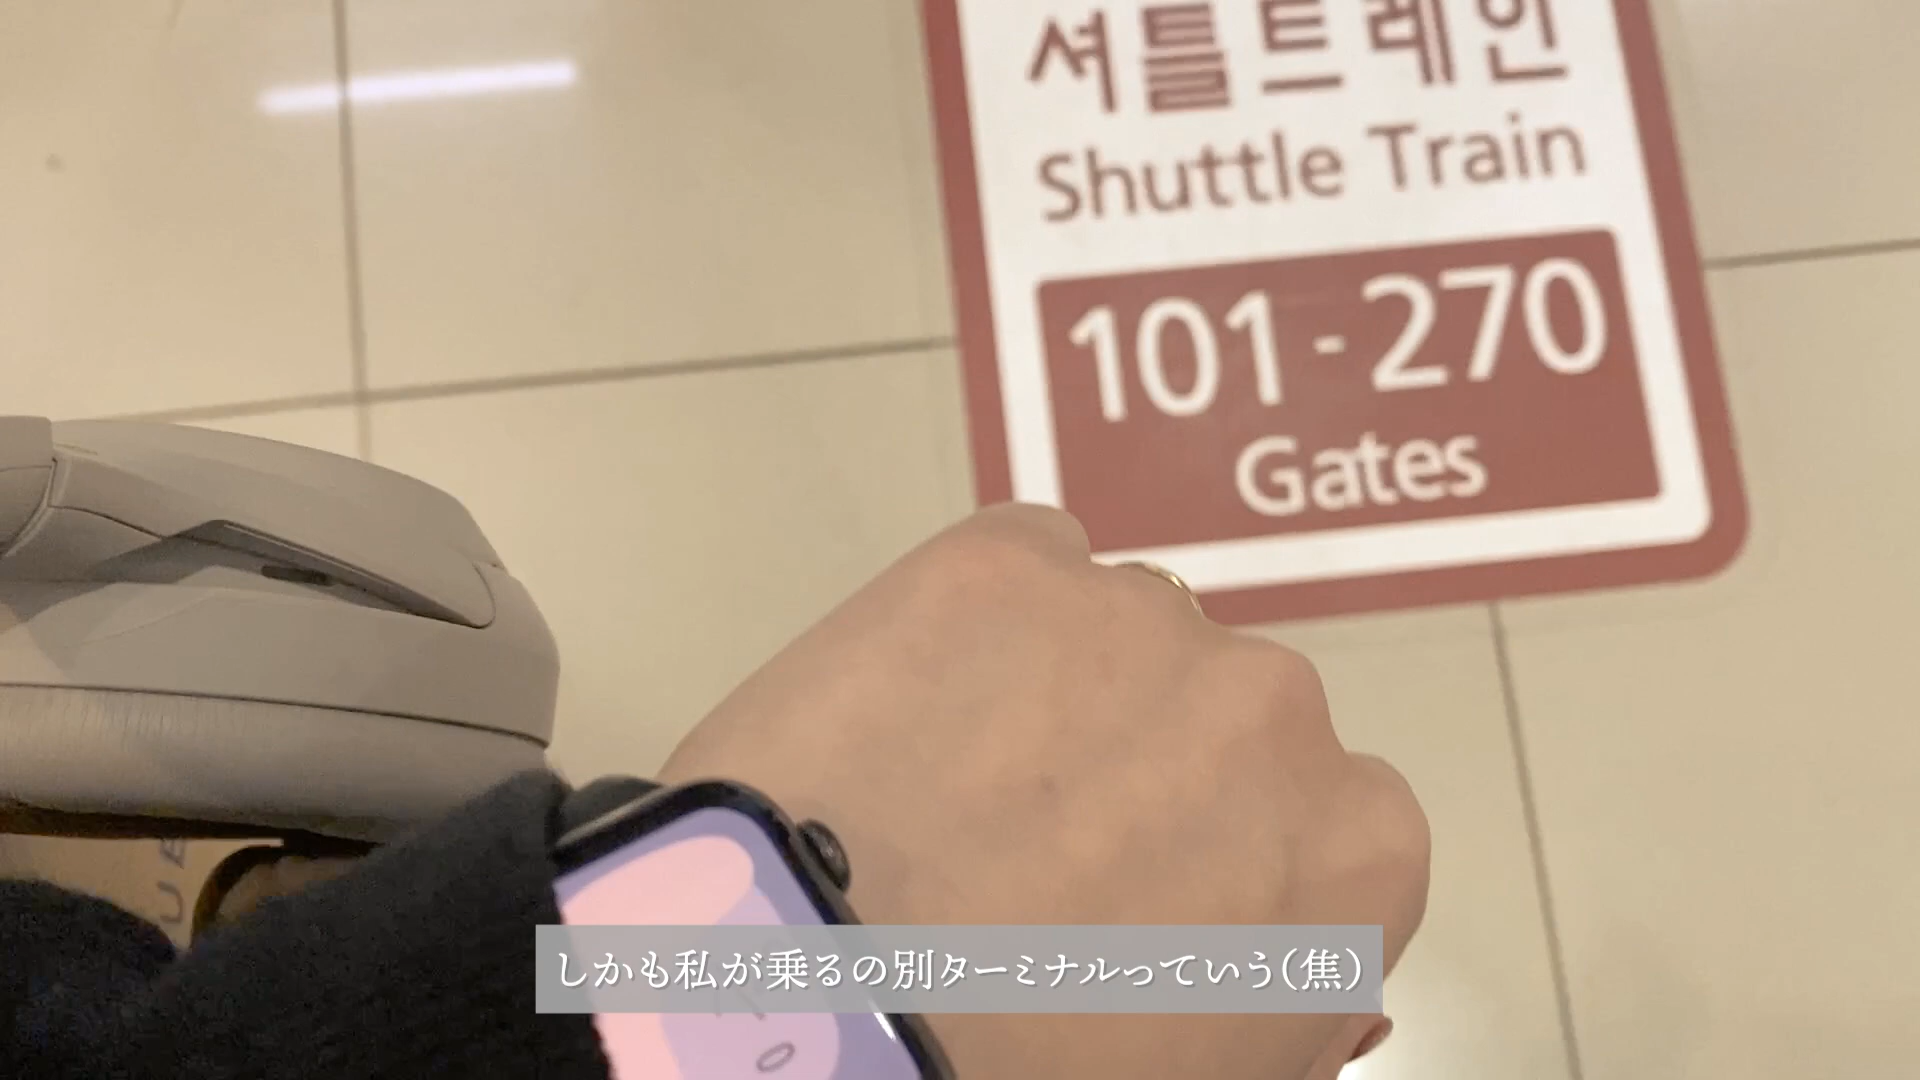 셔틀트레인
Shuttle Train
101 - 270
Gates
しかも私が乗るの別ターミナルっていう(焦)